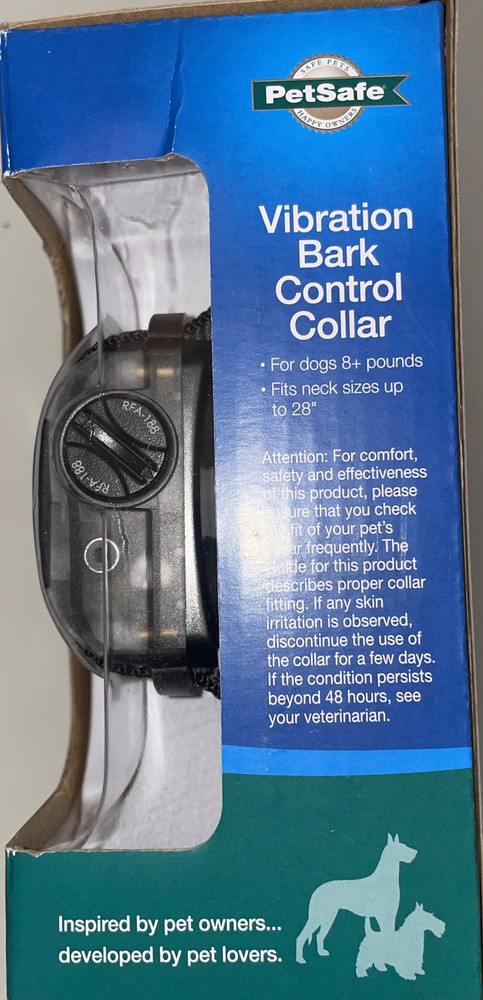 SAFE PETS
PetSafe®
HAPPY OWNERS
Vibration
Bark
Control
Collar
• For dogs 8+ pounds
• Fits neck sizes up
to 28"
Attention: For comfort,
safety and effectiveness
of this product, please
ensure that you check
fit of your pet's
frequently. The
for this product
describes proper collar
fitting. If any skin
irritation is observed,
discontinue the use of
the collar for a few days.
If the condition persists
beyond 48 hours, see
your veterinarian.
RFA-188
RFA-188
Inspired by pet owners...
developed by pet lovers.